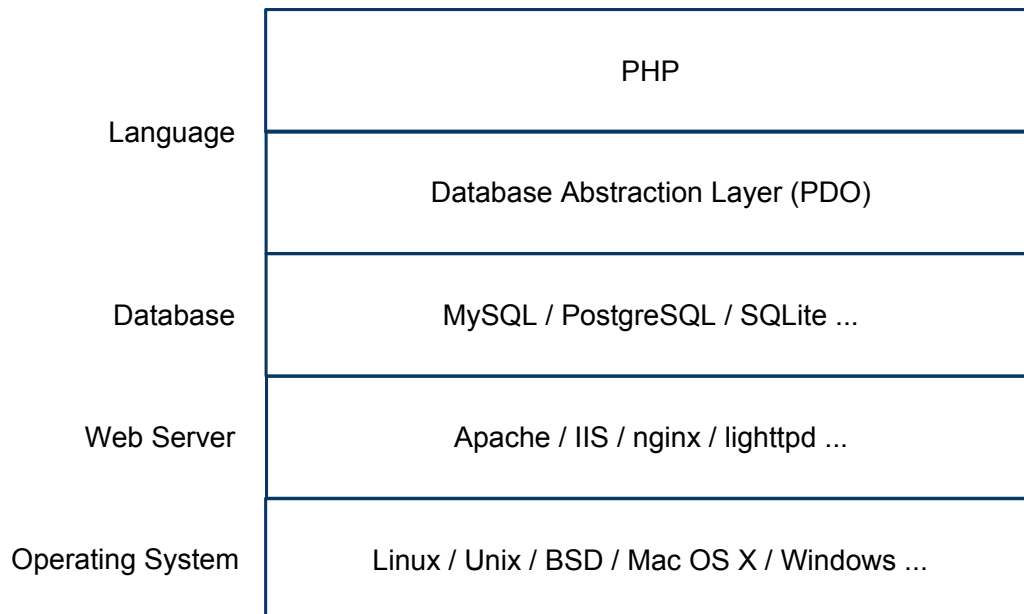 PHP
Language
Database Abstraction Layer (PDO)
Database
MySQL / PostgreSQL / SQLite ...
Web Server
Apache / IIS / nginx / lighttpd ...
Operating System
Linux / Unix / BSD / Mac OS X / Windows ...